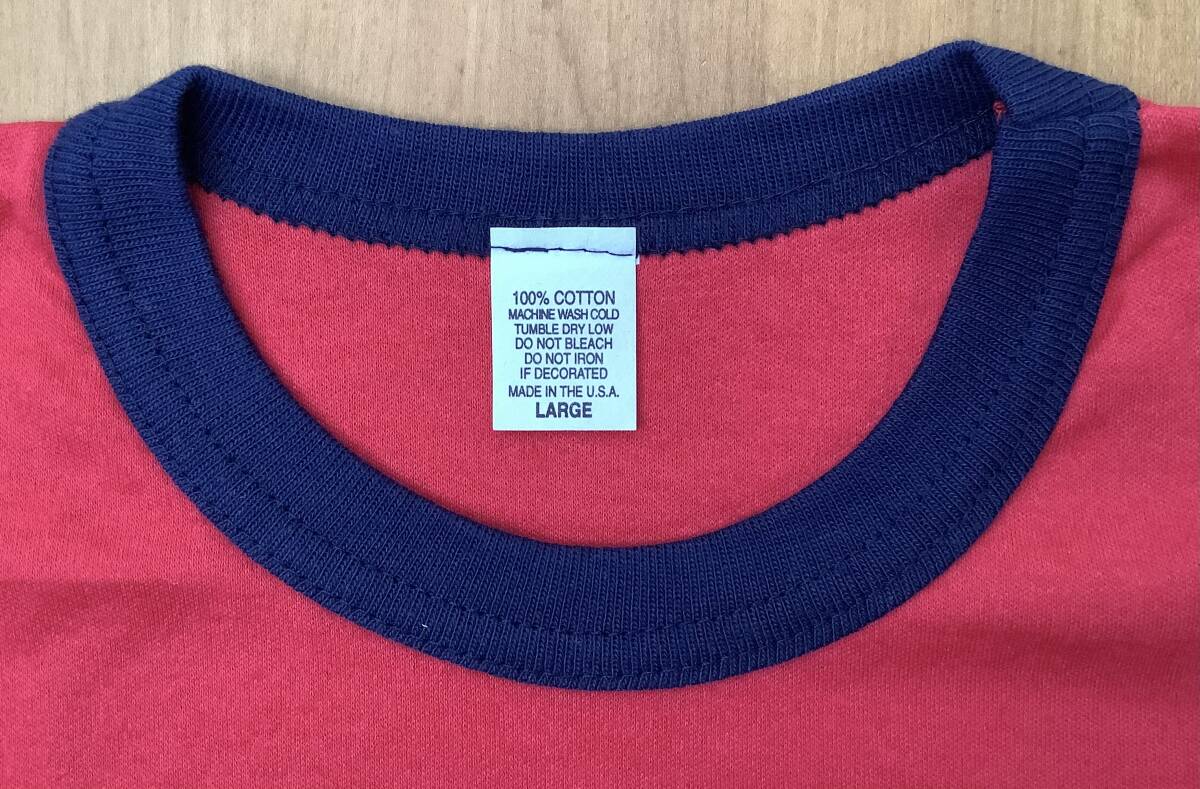 100% COTTON
MACHINE WASH COLD
TUMBLE DRY LOW
DO NOT BLEACH
DO NOT IRON
IF DECORATED
MADE IN THE U.S.A.
LARGE